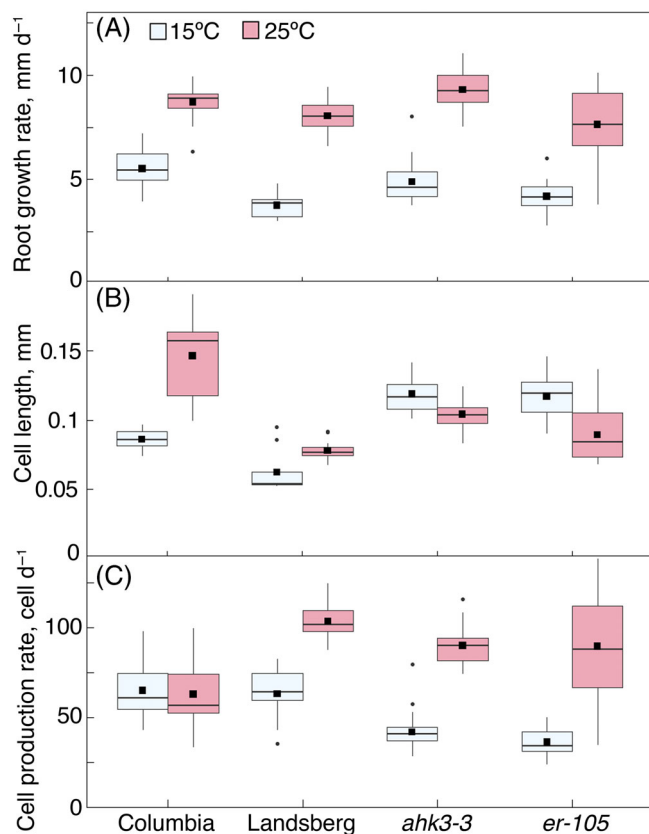 (A) 15ºC 25ºC
Root growth rate, mm d⁻¹
10
5
0
(B)
Cell length, mm
0.15
0.1
0.05
0
(C)
Cell production rate, cell d⁻¹
100
50
0
Columbia Landsberg ahk3-3 er-105